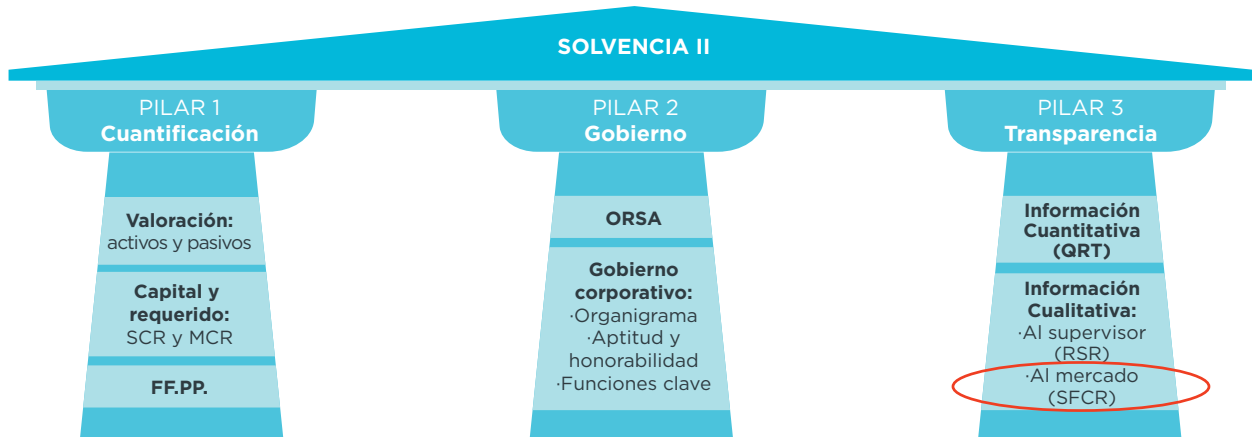 SOLVENCIA II
PILAR 1
Cuantificación
Valoración:
activos y pasivos
Capital y
requerido:
SCR y MCR
FF.PP.
PILAR 2
Gobierno
ORSA
Gobierno
corporativo:
·Organigrama
·Aptitud y
honorabilidad
·Funciones clave
PILAR 3
Transparencia
Información
Cuantitativa
(QRT)
Información
Cualitativa:
·Al supervisor
(RSR)
·Al mercado
(SFCR)